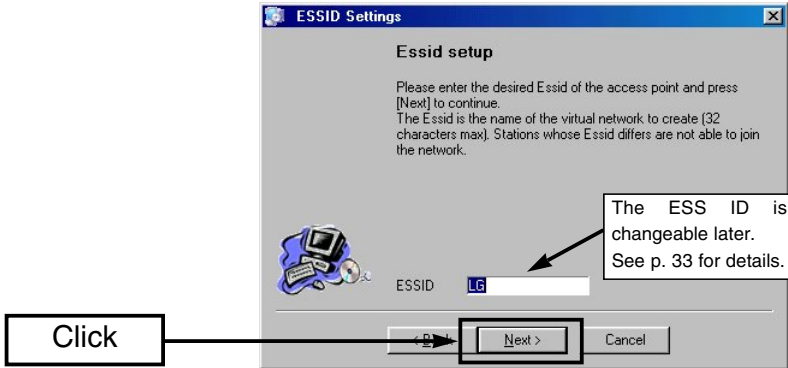 ESSID Settings
Essid setup
Please enter the desired Essid of the access point and press
[Next] to continue.
The Essid is the name of the virtual network to create (32
characters max). Stations whose Essid differs are not able to join
the network.
The ESS ID is
changeable later.
See p. 33 for details.
ESSID LG
Click
Next >
Cancel